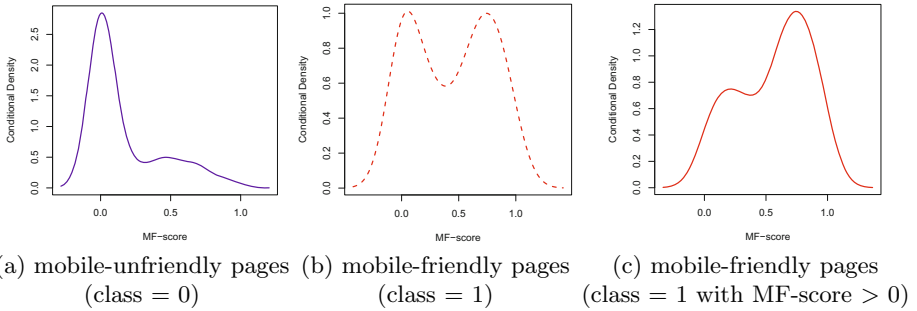 Conditional Density
0.0 0.5 1.0 1.5 2.0 2.5
0.0 0.5 1.0
MF−score
Conditional Density
0.0 0.2 0.4 0.6 0.8 1.0
0.0 0.5 1.0
MF−score
Conditional Density
0.0 0.2 0.4 0.6 0.8 1.0 1.2
0.0 0.5 1.0
MF−score
(a) mobile-unfriendly pages
(class = 0)
(b) mobile-friendly pages
(class = 1)
(c) mobile-friendly pages
(class = 1 with MF-score > 0)